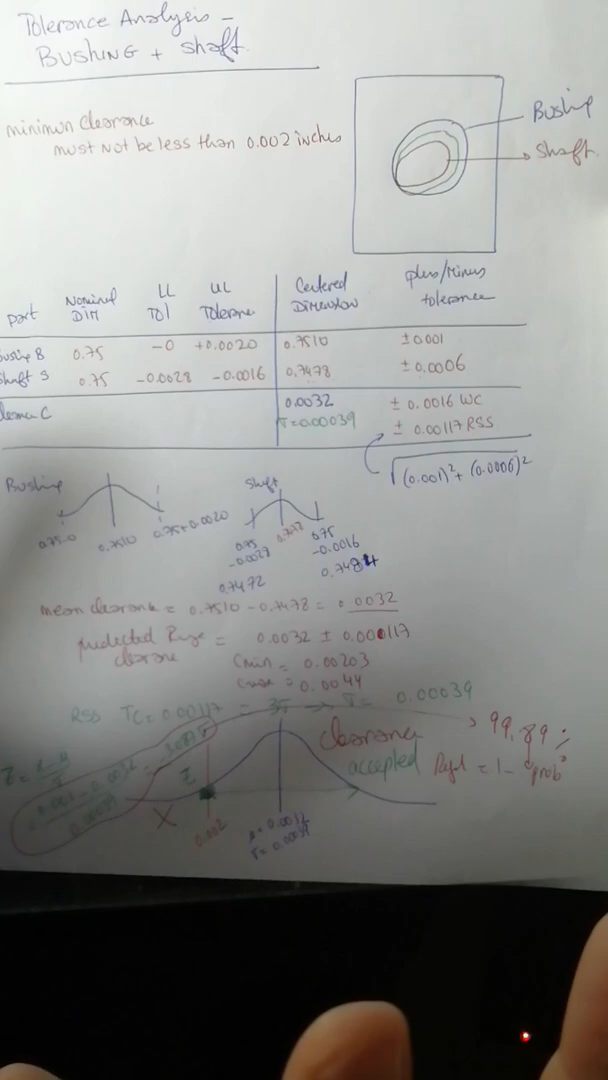 Tolerance Analysis -
BUSHING + Shaft.
minimum clearance
must not be less than 0.002 inches
Bushing
Shaft.
part Nominal DIM LL Tol UL Tolerance Centered DIMENSION plus/Minus tolerance
B 0.75 -0 +0.0020 0.7510 ±0.001
Shaft S 0.75 -0.0028 -0.0016 0.7478 ±0.0006
C 0.0032 ± 0.0016 WC
σ=0.00039 ± 0.00117 RSS
√(0.001)²+(0.0006)²
Bushing
0.75-0 0.7510 0.75+0.0020
Shaft
0.75 -0.0028 0.7472
0.75 -0.0016 0.7484
mean clearance = 0.7510 - 0.7478 = 0.0032
predicted Range clearance = 0.0032 ± 0.000117
Cmin = 0.00203
Cmax = 0.0044
RSS TC = 0.00117 = 3σ → σ = 0.00039
99.89%
clearance
accepted
= 1- prob
Z
X
0.002